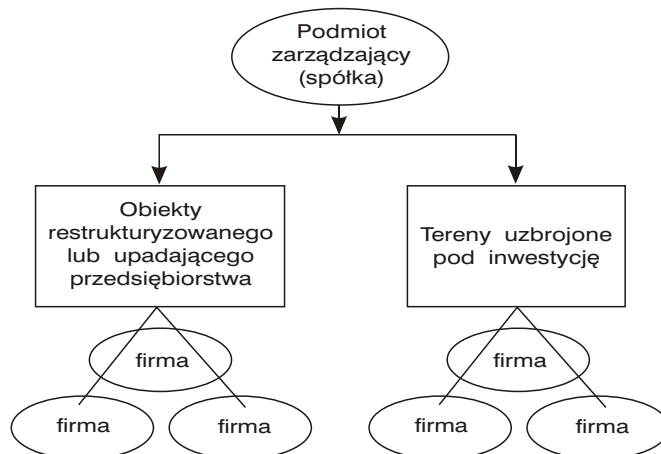 Podmiot
zarządzający
(spółka)
Obiekty
restrukturyzowanego
lub upadającego
przedsiębiorstwa
Tereny uzbrojone
pod inwestycję
firma
firma
firma
firma
firma
firma